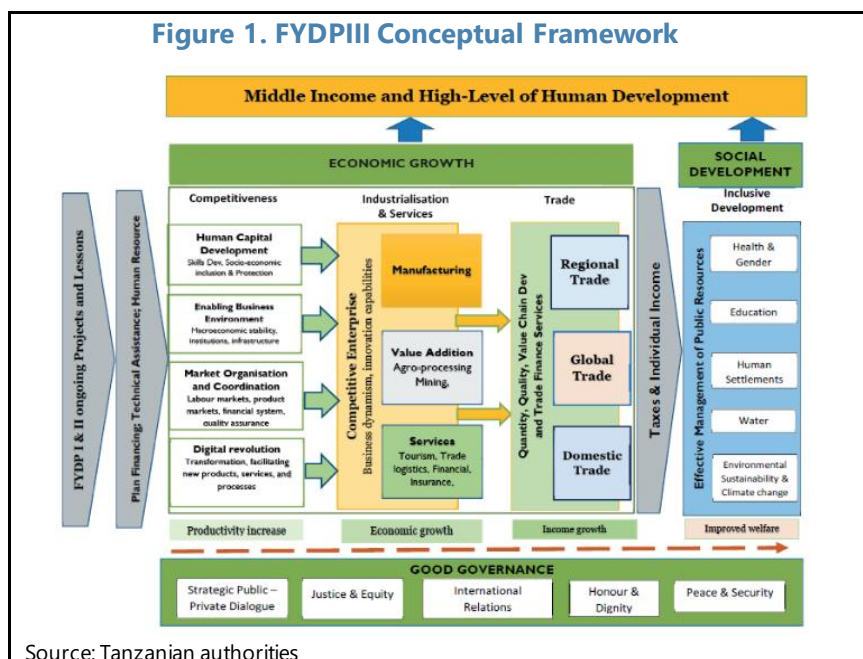 Figure 1. FYDPIII Conceptual Framework
Middle Income and High-Level of Human Development
ECONOMIC GROWTH
SOCIAL
DEVELOPMENT
FYDP I & II ongoing Projects and Lessons
Plan Financing; Technical Assistance; Human Resource
Competitiveness
Human Capital
Development
Skills Dev, Socio-economic
inclusion & Protection
Enabling Business
Environment
Macroeconomic stability,
institutions, infrastructure
Market Organisation
and Coordination
Labour markets, product
markets, financial system,
quality assurance
Digital revolution
Transformation, facilitating
new products, services, and
processes
Productivity increase
Industrialisation
& Services
Competitive Enterprise
Business dynamism, innovation capabilities
Manufacturing
Value Addition
Agro-processing
Mining,
Services
Tourism, Trade
logistics, Financial,
Insurance,
Economic growth
Trade
Quantity, Quality, Value Chain Dev
and Trade Finance Services
Regional
Trade
Global
Trade
Domestic
Trade
Income growth
Taxes & Individual Income
Inclusive
Development
Effective Management of Public Resources
Health &
Gender
Education
Human
Settlements
Water
Environmental
Sustainability &
Climate change
Improved welfare
GOOD GOVERNANCE
Strategic Public –
Private Dialogue
Justice & Equity
International
Relations
Honour &
Dignity
Peace & Security
Source: Tanzanian authorities